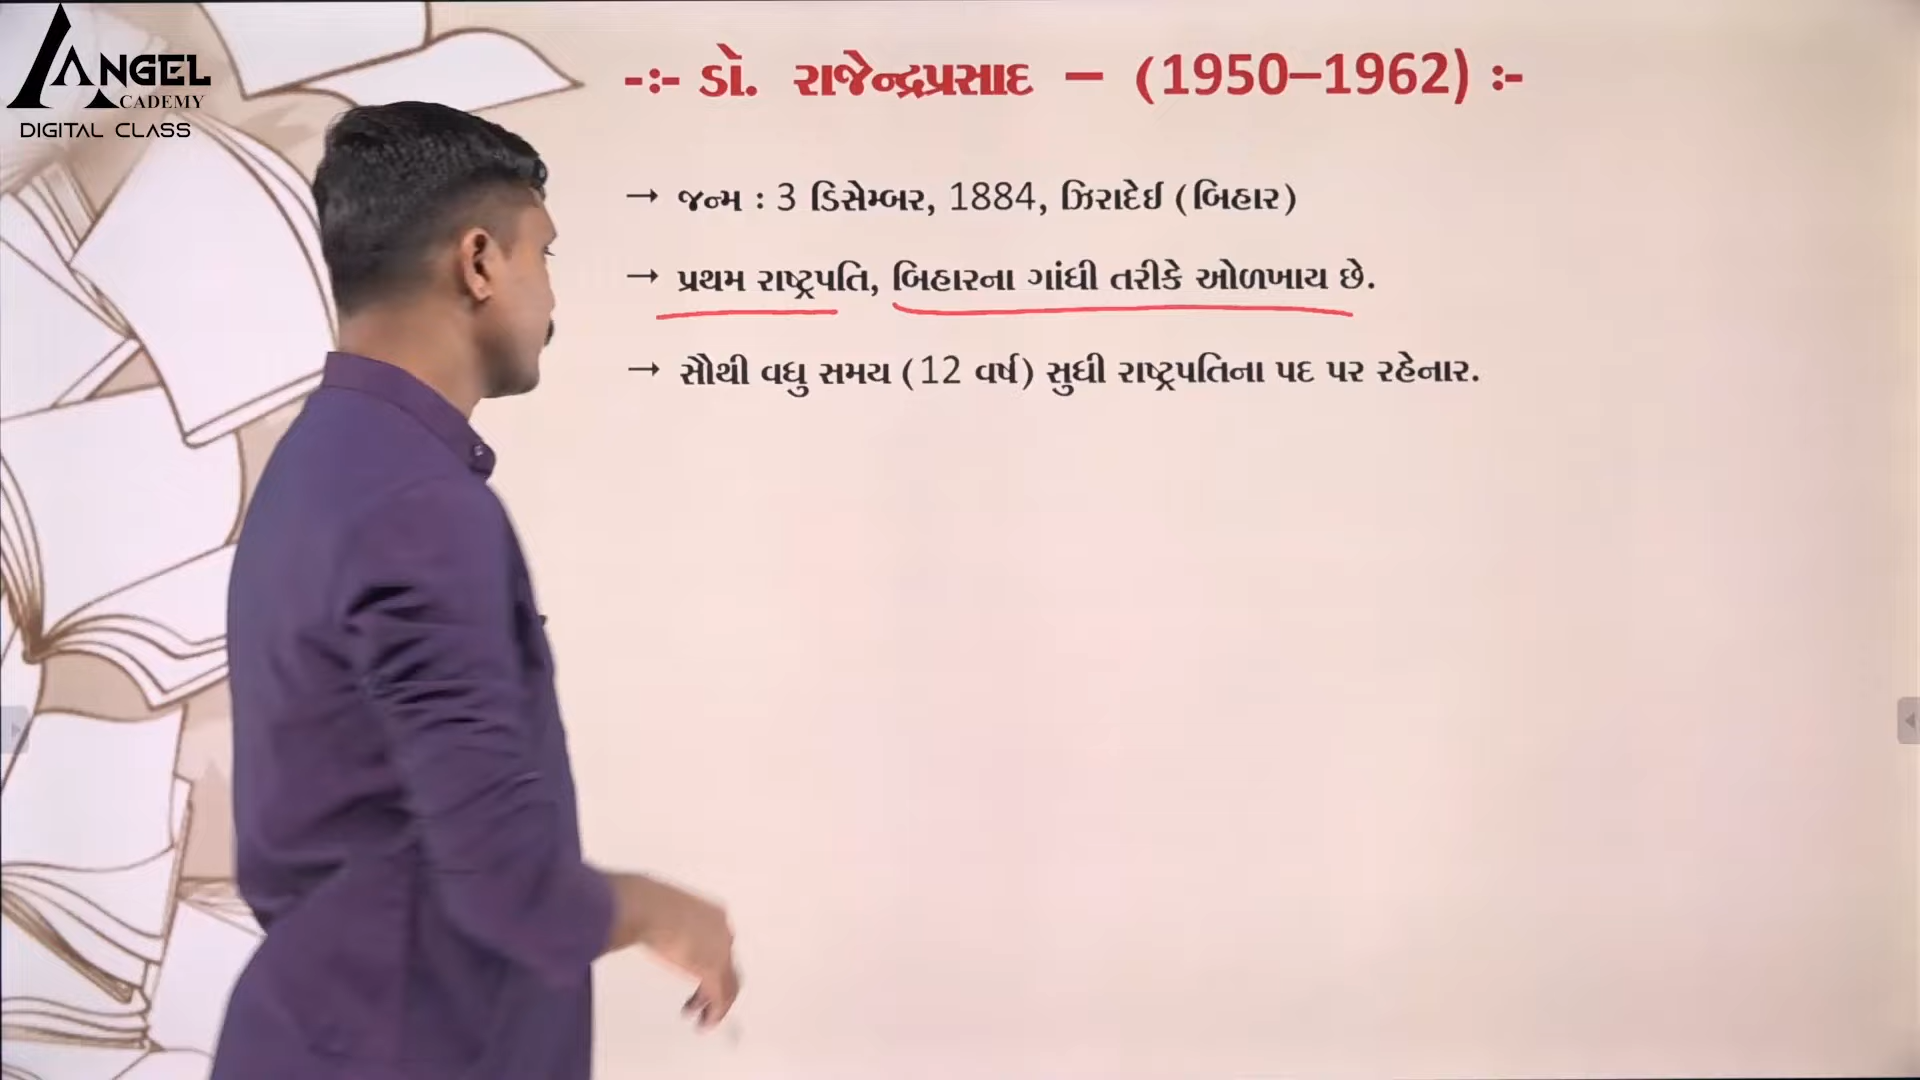 ANGEL
ACADEMY
DIGITAL CLASS
-:- ડૉ. રાજેન્દ્રપ્રસાદ – (1950–1962) :-
→ જન્મ : 3 ડિસેમ્બર, 1884, ઝિરાદેઈ (બિહાર)
→ પ્રથમ રાષ્ટ્રપતિ, બિહારના ગાંધી તરીકે ઓળખાય છે.
→ સૌથી વધુ સમય (12 વર્ષ) સુધી રાષ્ટ્રપતિના પદ પર રહેનાર.